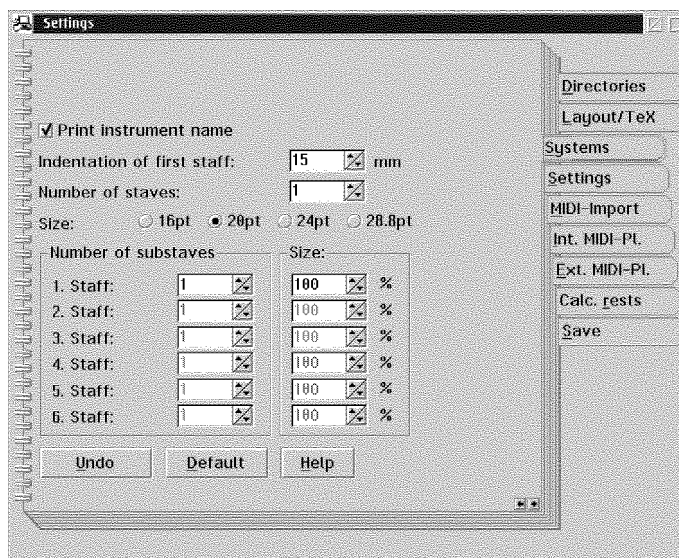 Settings
Print instrument name
Indentation of first staff: 15 mm
Number of staves: 1
Size: 16pt 20pt 24pt 28.8pt
Number of substaves Size:
1. Staff: 1 100 %
2. Staff: 1 100 %
3. Staff: 1 100 %
4. Staff: 1 100 %
5. Staff: 1 100 %
6. Staff: 1 100 %
Undo Default Help
Directories
Layout/TeX
Systems
Settings
MIDI-Import
Int. MIDI-Pl.
Ext. MIDI-Pl.
Calc. rests
Save